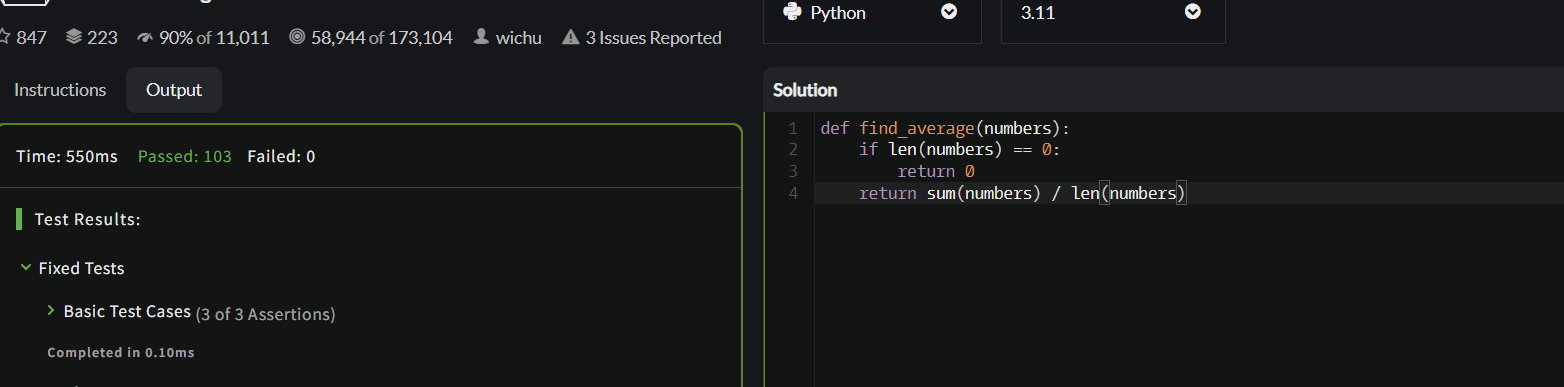 847 223 90% of 11,011 58,944 of 173,104 wichu 3 Issues Reported
Python
3.11
Instructions Output
Time: 550ms Passed: 103 Failed: 0
Test Results:
Fixed Tests
Basic Test Cases (3 of 3 Assertions)
Completed in 0.10ms
Solution
1 def find_average(numbers):
2     if len(numbers) == 0:
3         return 0
4     return sum(numbers) / len(numbers)